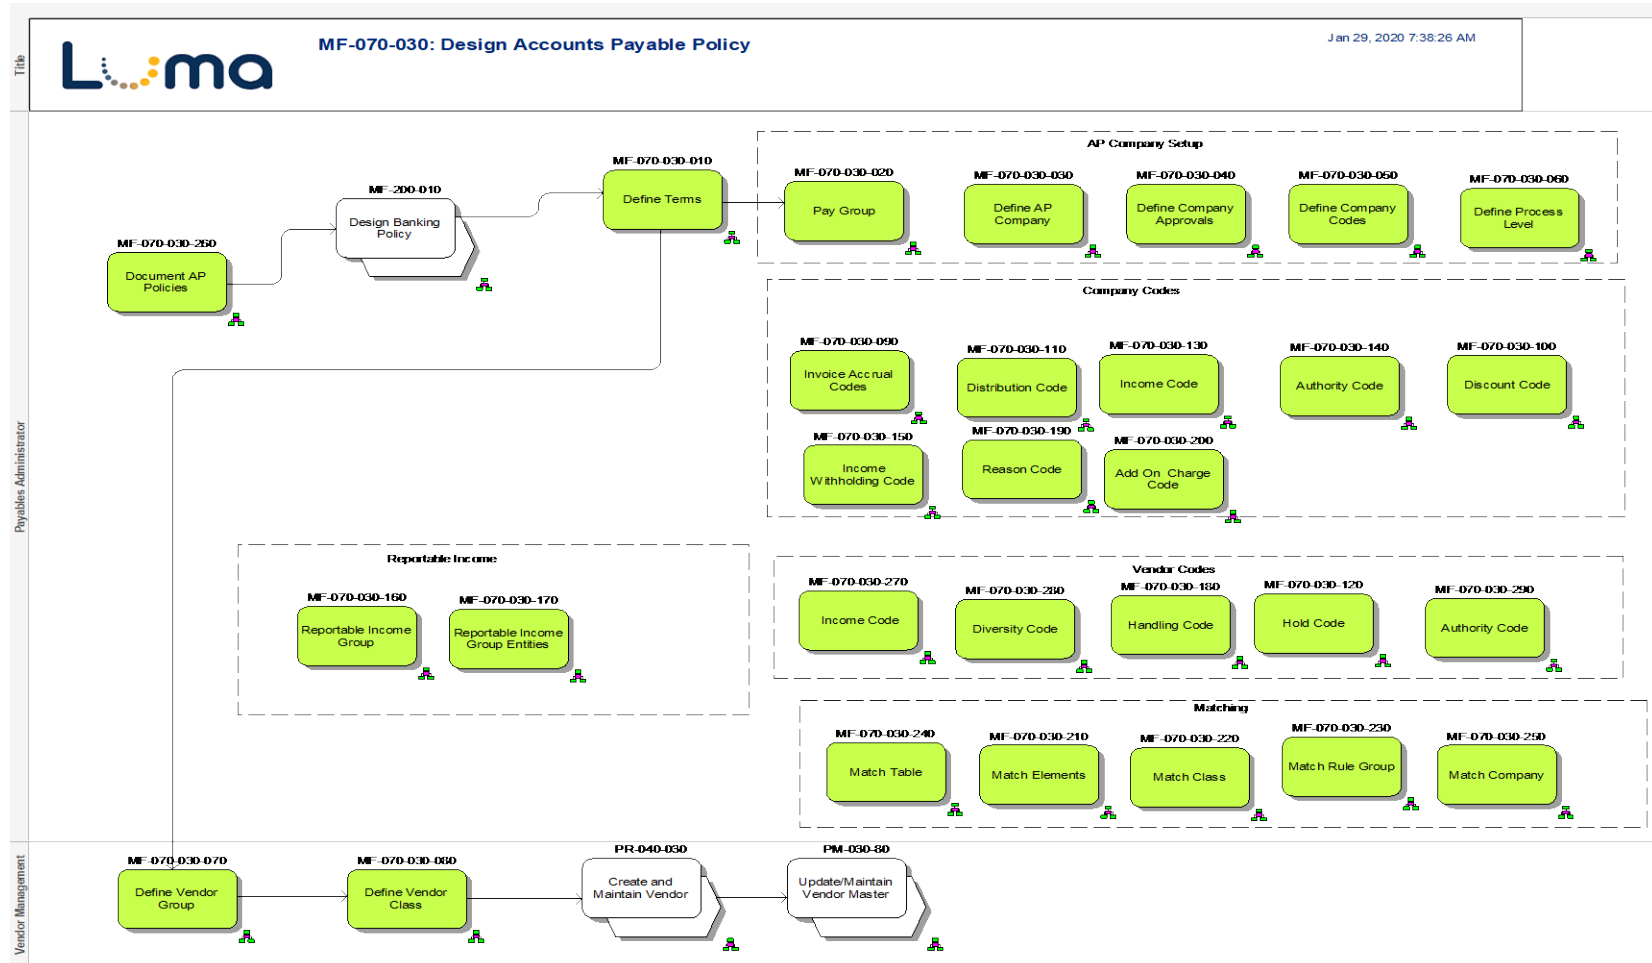 Title
Luma
MF-070-030: Design Accounts Payable Policy
Jan 29, 2020 7:38:26 AM
Payables Administrator
MF-070-030-260
Document AP
Policies
MF-200-010
Design Banking
Policy
MF-070-030-010
Define Terms
AP Company Setup
MF-070-030-020
Pay Group
MF-070-030-030
Define AP
Company
MF-070-030-040
Define Company
Approvals
MF-070-030-050
Define Company
Codes
MF-070-030-060
Define Process
Level
Company Codes
MF-070-030-090
Invoice Accrual
Codes
MF-070-030-110
Distribution Code
MF-070-030-130
Income Code
MF-070-030-140
Authority Code
MF-070-030-100
Discount Code
MF-070-030-150
Income
Withholding Code
MF-070-030-190
Reason Code
MF-070-030-200
Add On Charge
Code
Reportable Income
MF-070-030-160
Reportable Income
Group
MF-070-030-170
Reportable Income
Group Entities
Vendor Codes
MF-070-030-270
Income Code
MF-070-030-280
Diversity Code
MF-070-030-180
Handling Code
MF-070-030-120
Hold Code
MF-070-030-290
Authority Code
Matching
MF-070-030-240
Match Table
MF-070-030-210
Match Elements
MF-070-030-220
Match Class
MF-070-030-230
Match Rule Group
MF-070-030-250
Match Company
Vendor Management
MF-070-030-070
Define Vendor
Group
MF-070-030-080
Define Vendor
Class
PR-040-030
Create and
Maintain Vendor
PM-030-80
Update/Maintain
Vendor Master